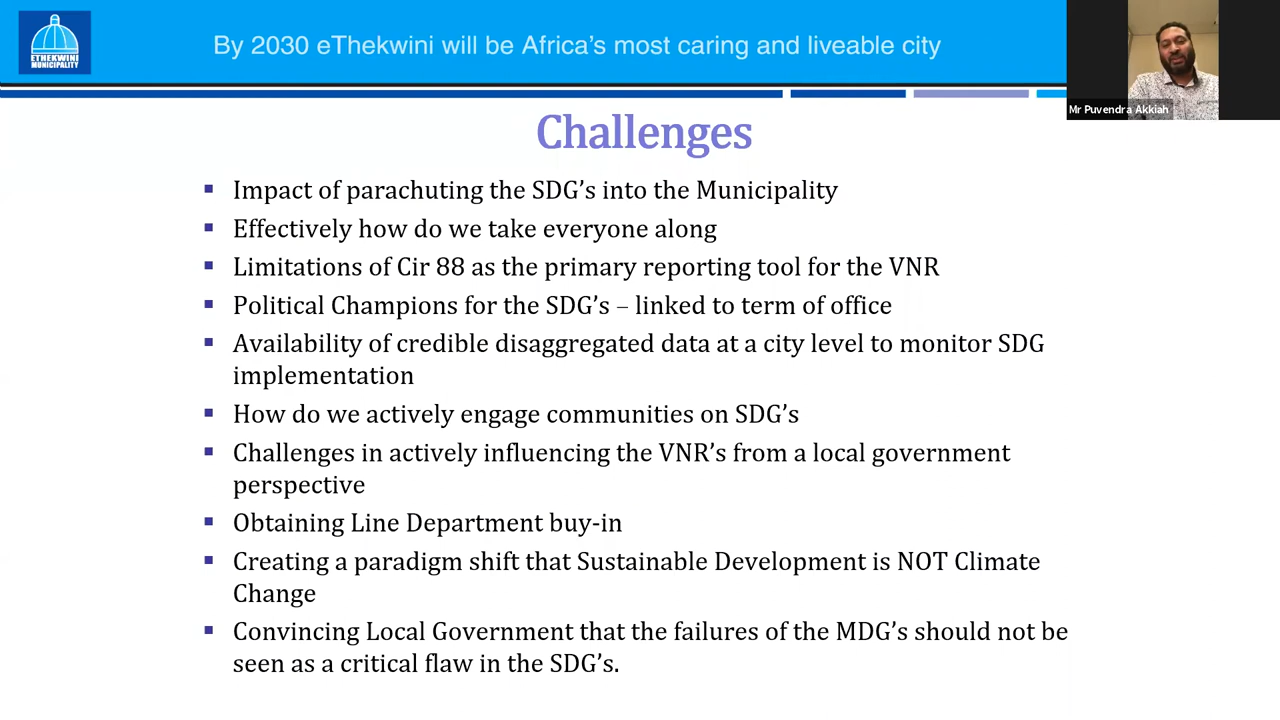 ETHEKWINI
MUNICIPALITY
By 2030 eThekwini will be Africa's most caring and liveable city
Mr Puvendra Akkiah
Challenges
▪ Impact of parachuting the SDG's into the Municipality
▪ Effectively how do we take everyone along
▪ Limitations of Cir 88 as the primary reporting tool for the VNR
▪ Political Champions for the SDG's – linked to term of office
▪ Availability of credible disaggregated data at a city level to monitor SDG
implementation
▪ How do we actively engage communities on SDG's
▪ Challenges in actively influencing the VNR's from a local government
perspective
▪ Obtaining Line Department buy-in
▪ Creating a paradigm shift that Sustainable Development is NOT Climate
Change
▪ Convincing Local Government that the failures of the MDG's should not be
seen as a critical flaw in the SDG's.